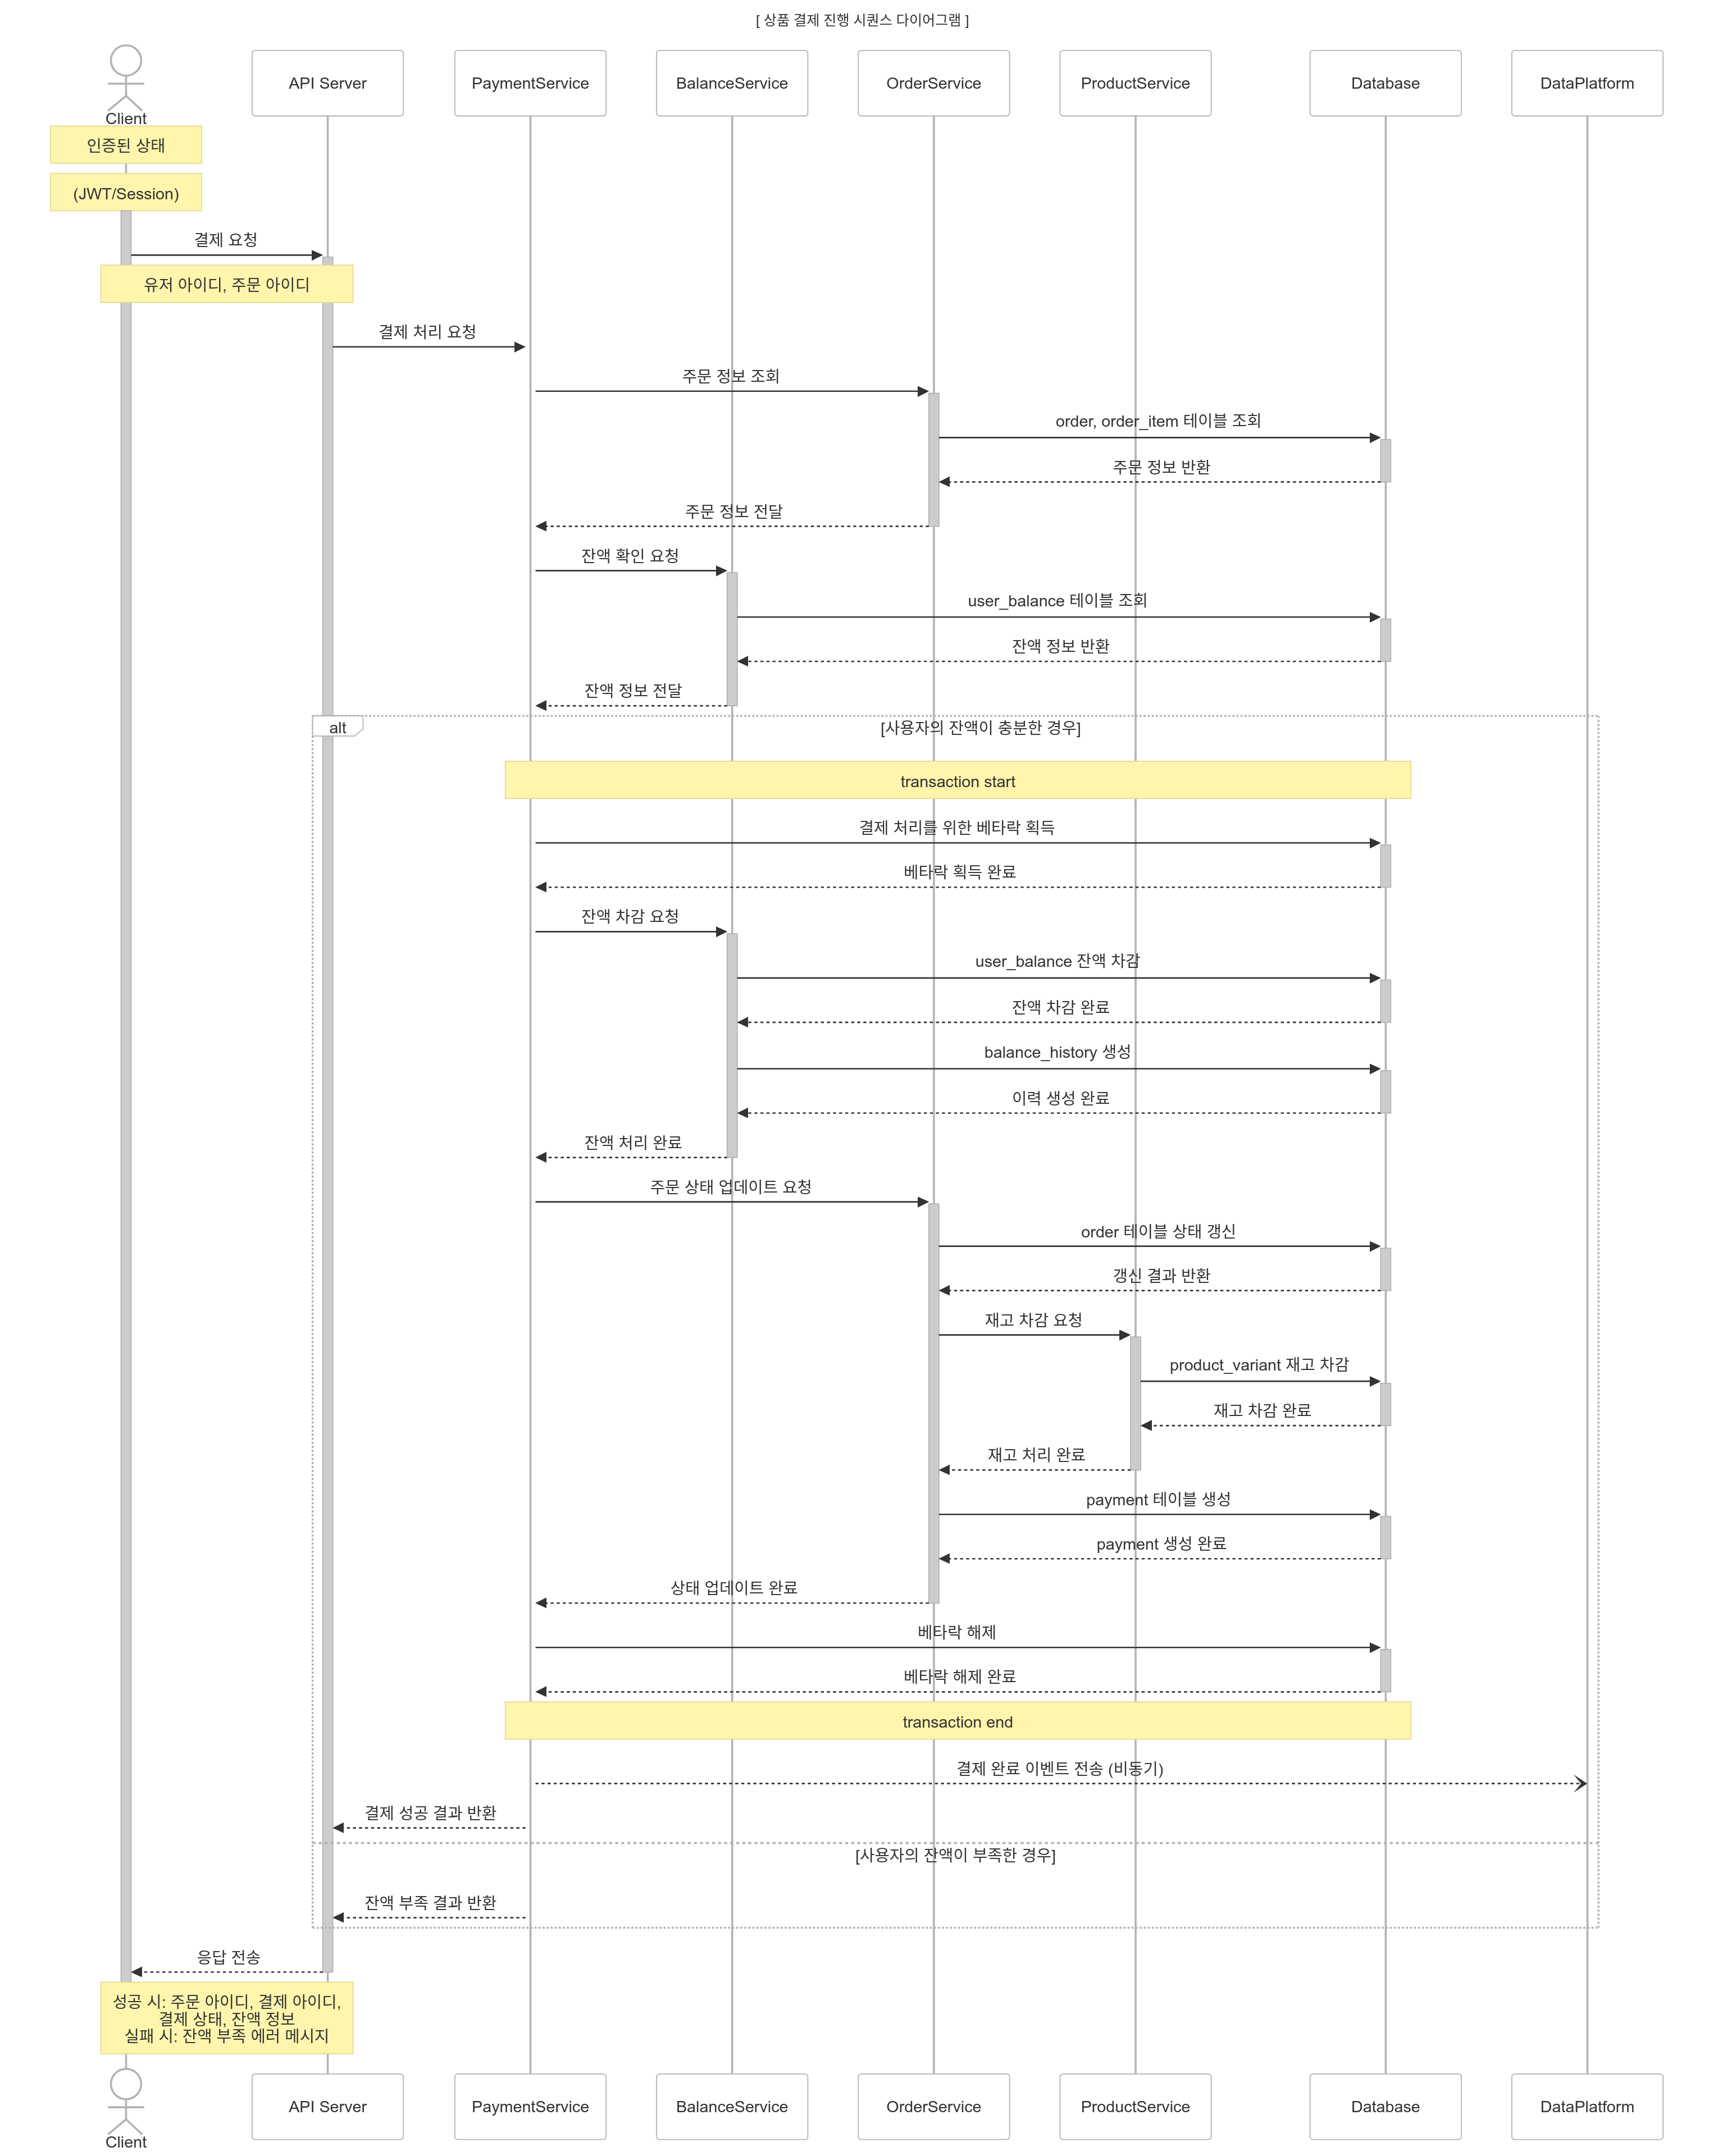 [ 상품 결제 진행 시퀀스 다이어그램 ]
Client
API Server
PaymentService
BalanceService
OrderService
ProductService
Database
DataPlatform
인증된 상태
(JWT/Session)
결제 요청
유저 아이디, 주문 아이디
결제 처리 요청
주문 정보 조회
order, order_item 테이블 조회
주문 정보 반환
주문 정보 전달
잔액 확인 요청
user_balance 테이블 조회
잔액 정보 반환
잔액 정보 전달
alt
[사용자의 잔액이 충분한 경우]
transaction start
결제 처리를 위한 베타락 획득
베타락 획득 완료
잔액 차감 요청
user_balance 잔액 차감
잔액 차감 완료
balance_history 생성
이력 생성 완료
잔액 처리 완료
주문 상태 업데이트 요청
order 테이블 상태 갱신
갱신 결과 반환
재고 차감 요청
product_variant 재고 차감
재고 차감 완료
재고 처리 완료
payment 테이블 생성
payment 생성 완료
상태 업데이트 완료
베타락 해제
베타락 해제 완료
transaction end
결제 완료 이벤트 전송 (비동기)
결제 성공 결과 반환
[사용자의 잔액이 부족한 경우]
잔액 부족 결과 반환
응답 전송
성공 시: 주문 아이디, 결제 아이디,
결제 상태, 잔액 정보
실패 시: 잔액 부족 에러 메시지
Client
API Server
PaymentService
BalanceService
OrderService
ProductService
Database
DataPlatform